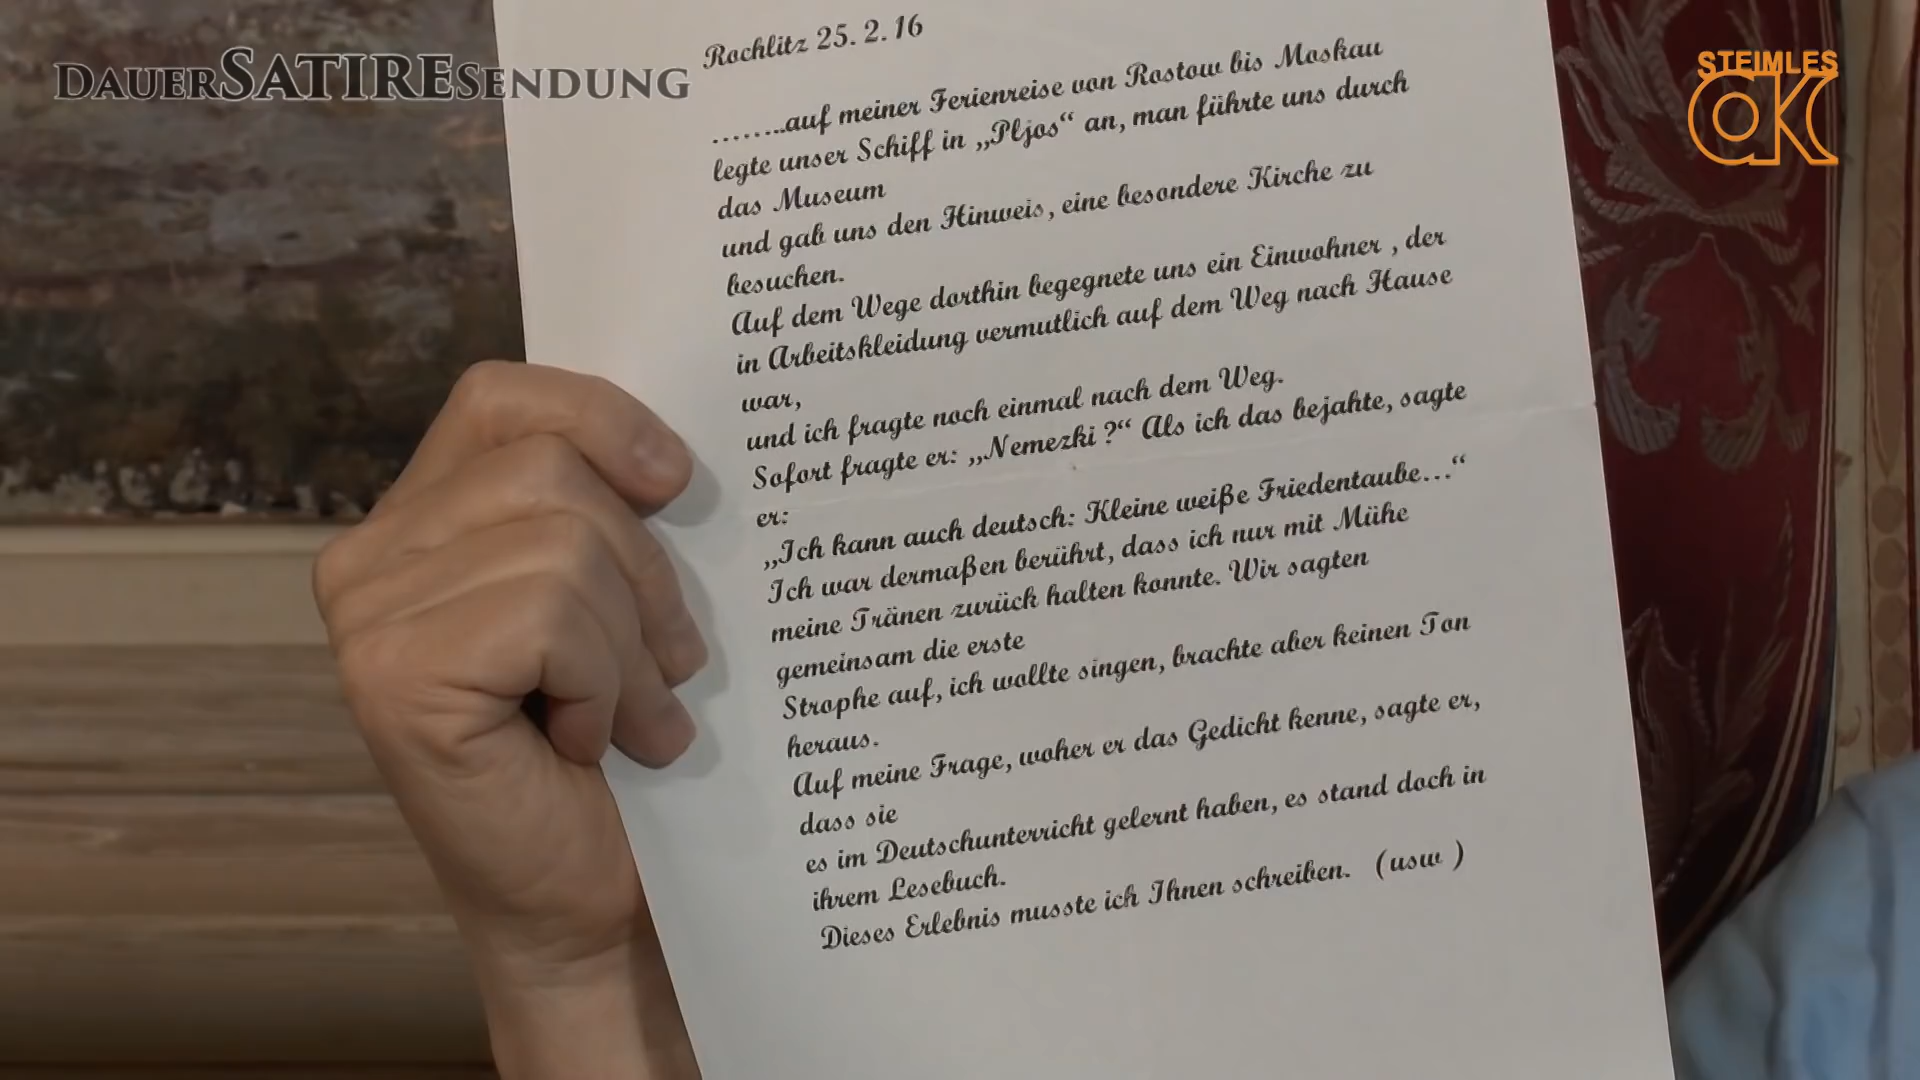 DAUERSATIRESENDUNG
STEIMLES
aK
Rochlitz 25. 2. 16
……..auf meiner Ferienreise von Rostow bis Moskau
legte unser Schiff in „Pljos“ an, man führte uns durch
das Museum
und gab uns den Hinweis, eine besondere Kirche zu
besuchen.
Auf dem Wege dorthin begegnete uns ein Einwohner , der
in Arbeitskleidung vermutlich auf dem Weg nach Hause
war,
und ich fragte noch einmal nach dem Weg.
Sofort fragte er: „Nemezki ?“ Als ich das bejahte, sagte
er:
„Ich kann auch deutsch: Kleine weiße Friedentaube…“
Ich war dermaßen berührt, dass ich nur mit Mühe
meine Tränen zurück halten konnte. Wir sagten
gemeinsam die erste
Strophe auf, ich wollte singen, brachte aber keinen Ton
heraus.
Auf meine Frage, woher er das Gedicht kenne, sagte er,
dass sie
es im Deutschunterricht gelernt haben, es stand doch in
ihrem Lesebuch.
Dieses Erlebnis musste ich Ihnen schreiben. (usw )